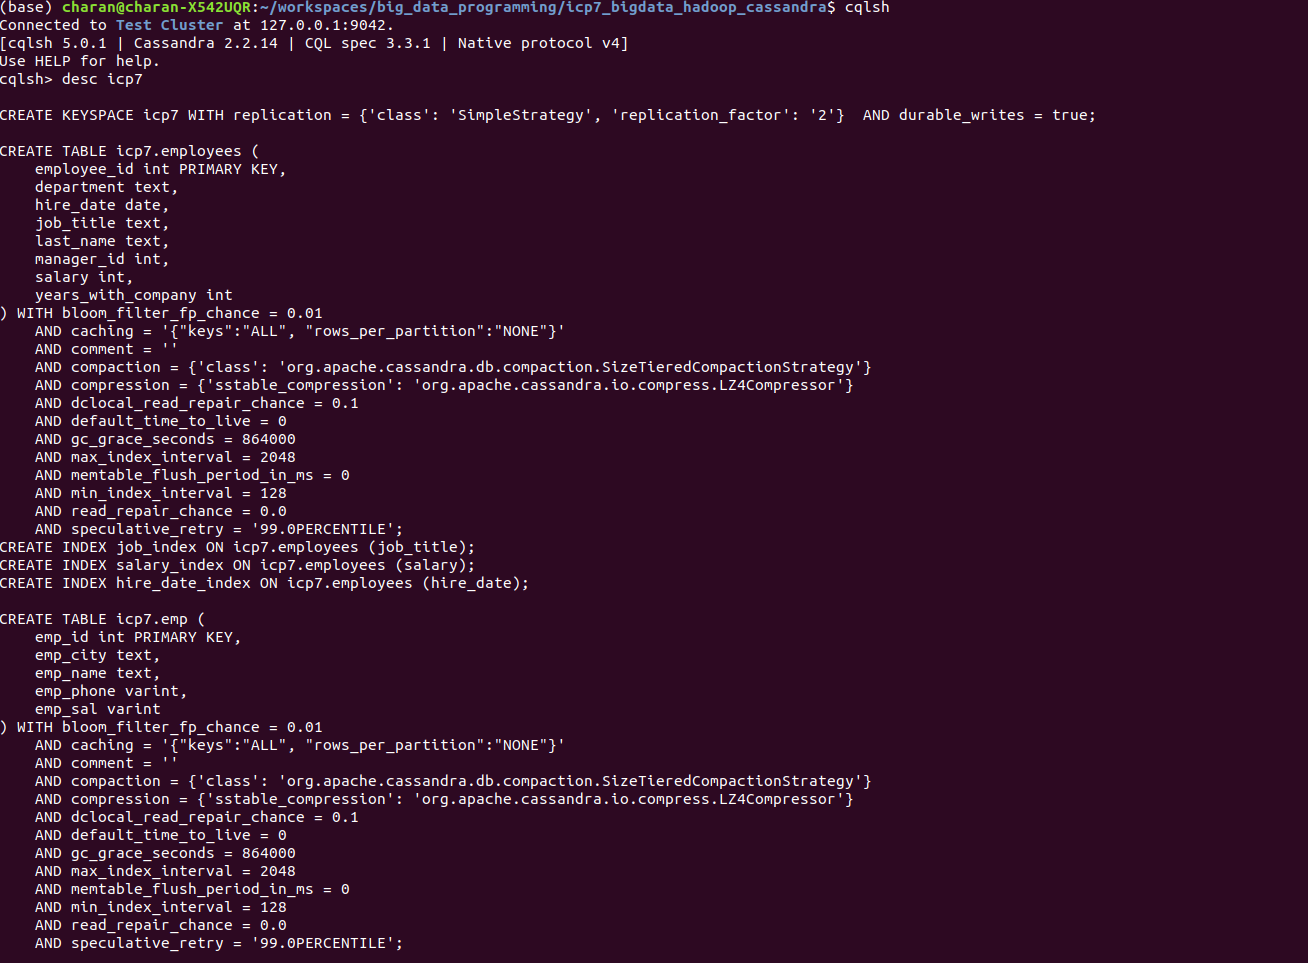 (base) charan@charan-X542UQR:~/workspaces/big_data_programming/icp7_bigdata_hadoop_cassandra$ cqlsh
Connected to Test Cluster at 127.0.0.1:9042.
[cqlsh 5.0.1 | Cassandra 2.2.14 | CQL spec 3.3.1 | Native protocol v4]
Use HELP for help.
cqlsh> desc icp7

CREATE KEYSPACE icp7 WITH replication = {'class': 'SimpleStrategy', 'replication_factor': '2'}  AND durable_writes = true;

CREATE TABLE icp7.employees (
    employee_id int PRIMARY KEY,
    department text,
    hire_date date,
    job_title text,
    last_name text,
    manager_id int,
    salary int,
    years_with_company int
) WITH bloom_filter_fp_chance = 0.01
    AND caching = '{"keys":"ALL", "rows_per_partition":"NONE"}'
    AND comment = ''
    AND compaction = {'class': 'org.apache.cassandra.db.compaction.SizeTieredCompactionStrategy'}
    AND compression = {'sstable_compression': 'org.apache.cassandra.io.compress.LZ4Compressor'}
    AND dclocal_read_repair_chance = 0.1
    AND default_time_to_live = 0
    AND gc_grace_seconds = 864000
    AND max_index_interval = 2048
    AND memtable_flush_period_in_ms = 0
    AND min_index_interval = 128
    AND read_repair_chance = 0.0
    AND speculative_retry = '99.0PERCENTILE';
CREATE INDEX job_index ON icp7.employees (job_title);
CREATE INDEX salary_index ON icp7.employees (salary);
CREATE INDEX hire_date_index ON icp7.employees (hire_date);

CREATE TABLE icp7.emp (
    emp_id int PRIMARY KEY,
    emp_city text,
    emp_name text,
    emp_phone varint,
    emp_sal varint
) WITH bloom_filter_fp_chance = 0.01
    AND caching = '{"keys":"ALL", "rows_per_partition":"NONE"}'
    AND comment = ''
    AND compaction = {'class': 'org.apache.cassandra.db.compaction.SizeTieredCompactionStrategy'}
    AND compression = {'sstable_compression': 'org.apache.cassandra.io.compress.LZ4Compressor'}
    AND dclocal_read_repair_chance = 0.1
    AND default_time_to_live = 0
    AND gc_grace_seconds = 864000
    AND max_index_interval = 2048
    AND memtable_flush_period_in_ms = 0
    AND min_index_interval = 128
    AND read_repair_chance = 0.0
    AND speculative_retry = '99.0PERCENTILE';